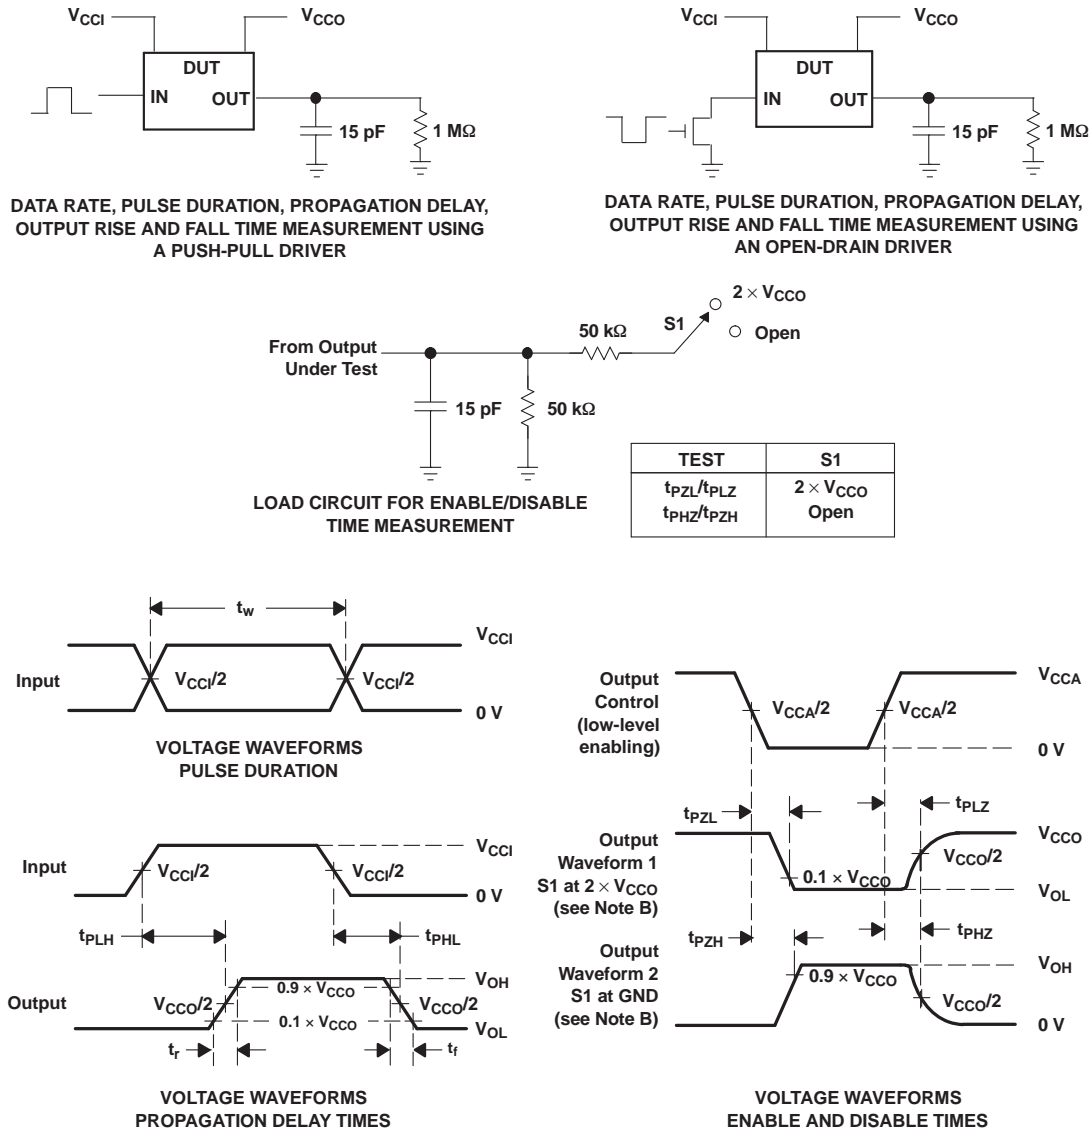 VCCI
VCCO
DUT
IN
OUT
15 pF
1 MΩ
DATA RATE, PULSE DURATION, PROPAGATION DELAY,
OUTPUT RISE AND FALL TIME MEASUREMENT USING
A PUSH-PULL DRIVER
VCCI
VCCO
DUT
IN
OUT
15 pF
1 MΩ
DATA RATE, PULSE DURATION, PROPAGATION DELAY,
OUTPUT RISE AND FALL TIME MEASUREMENT USING
AN OPEN-DRAIN DRIVER
2 × VCCO
S1
Open
50 kΩ
From Output
Under Test
15 pF
50 kΩ
LOAD CIRCUIT FOR ENABLE/DISABLE
TIME MEASUREMENT
TEST S1
tPZL/tPLZ 2 × VCCO
tPHZ/tPZH Open
tw
VCCI
Input
VCCI/2
VCCI/2
0 V
VOLTAGE WAVEFORMS
PULSE DURATION
Input
VCCI
VCCI/2
VCCI/2
0 V
tPLH
tPHL
Output
VOH
0.9 × VCCO
VCCO/2
VCCO/2
0.1 × VCCO
VOL
tr
tf
VOLTAGE WAVEFORMS
PROPAGATION DELAY TIMES
Output
Control
(low-level
enabling)
VCCA
VCCA/2
VCCA/2
0 V
tPZL
tPLZ
Output
Waveform 1
S1 at 2 × VCCO
(see Note B)
VCCO
VCCO/2
0.1 × VCCO
VOL
tPZH
tPHZ
Output
Waveform 2
S1 at GND
(see Note B)
VOH
0.9 × VCCO
VCCO/2
0 V
VOLTAGE WAVEFORMS
ENABLE AND DISABLE TIMES